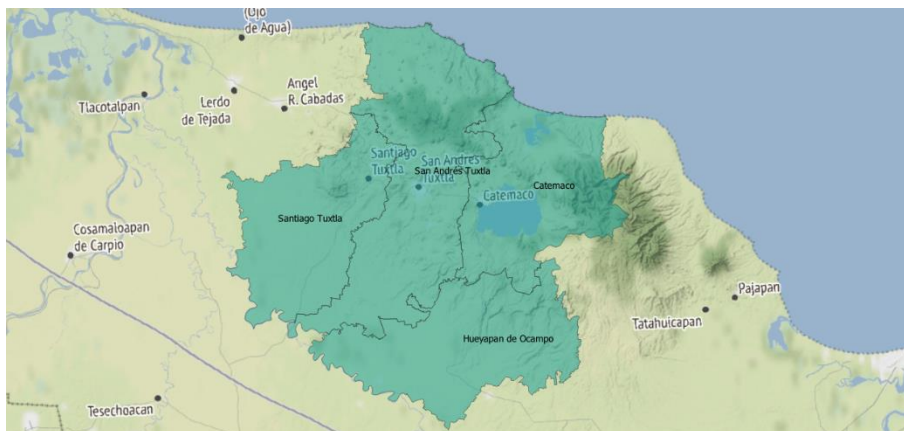 (Ojo
de Agua)
Tlacotalpan
Lerdo
de Tejada
Angel
R. Cabadas
Santiago
Tuxtla
San Andrés
Tuxtla
San Andrés Tuxtla
Catemaco
Catemaco
Santiago Tuxtla
Cosamaloapan
de Carpio
Pajapan
Tatahuicapan
Hueyapan de Ocampo
Tesechoacan